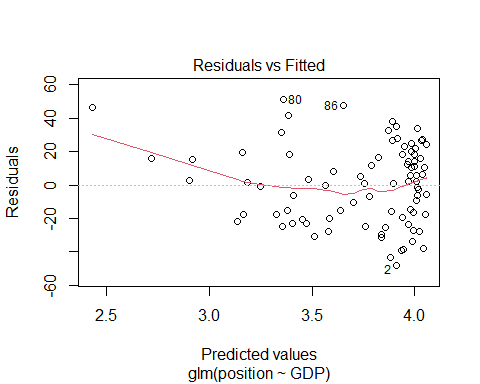 Residuals vs Fitted
Residuals
60
40
20
0
-20
-60
80
86
2
2.5 3.0 3.5 4.0
Predicted values
glm(position ~ GDP)